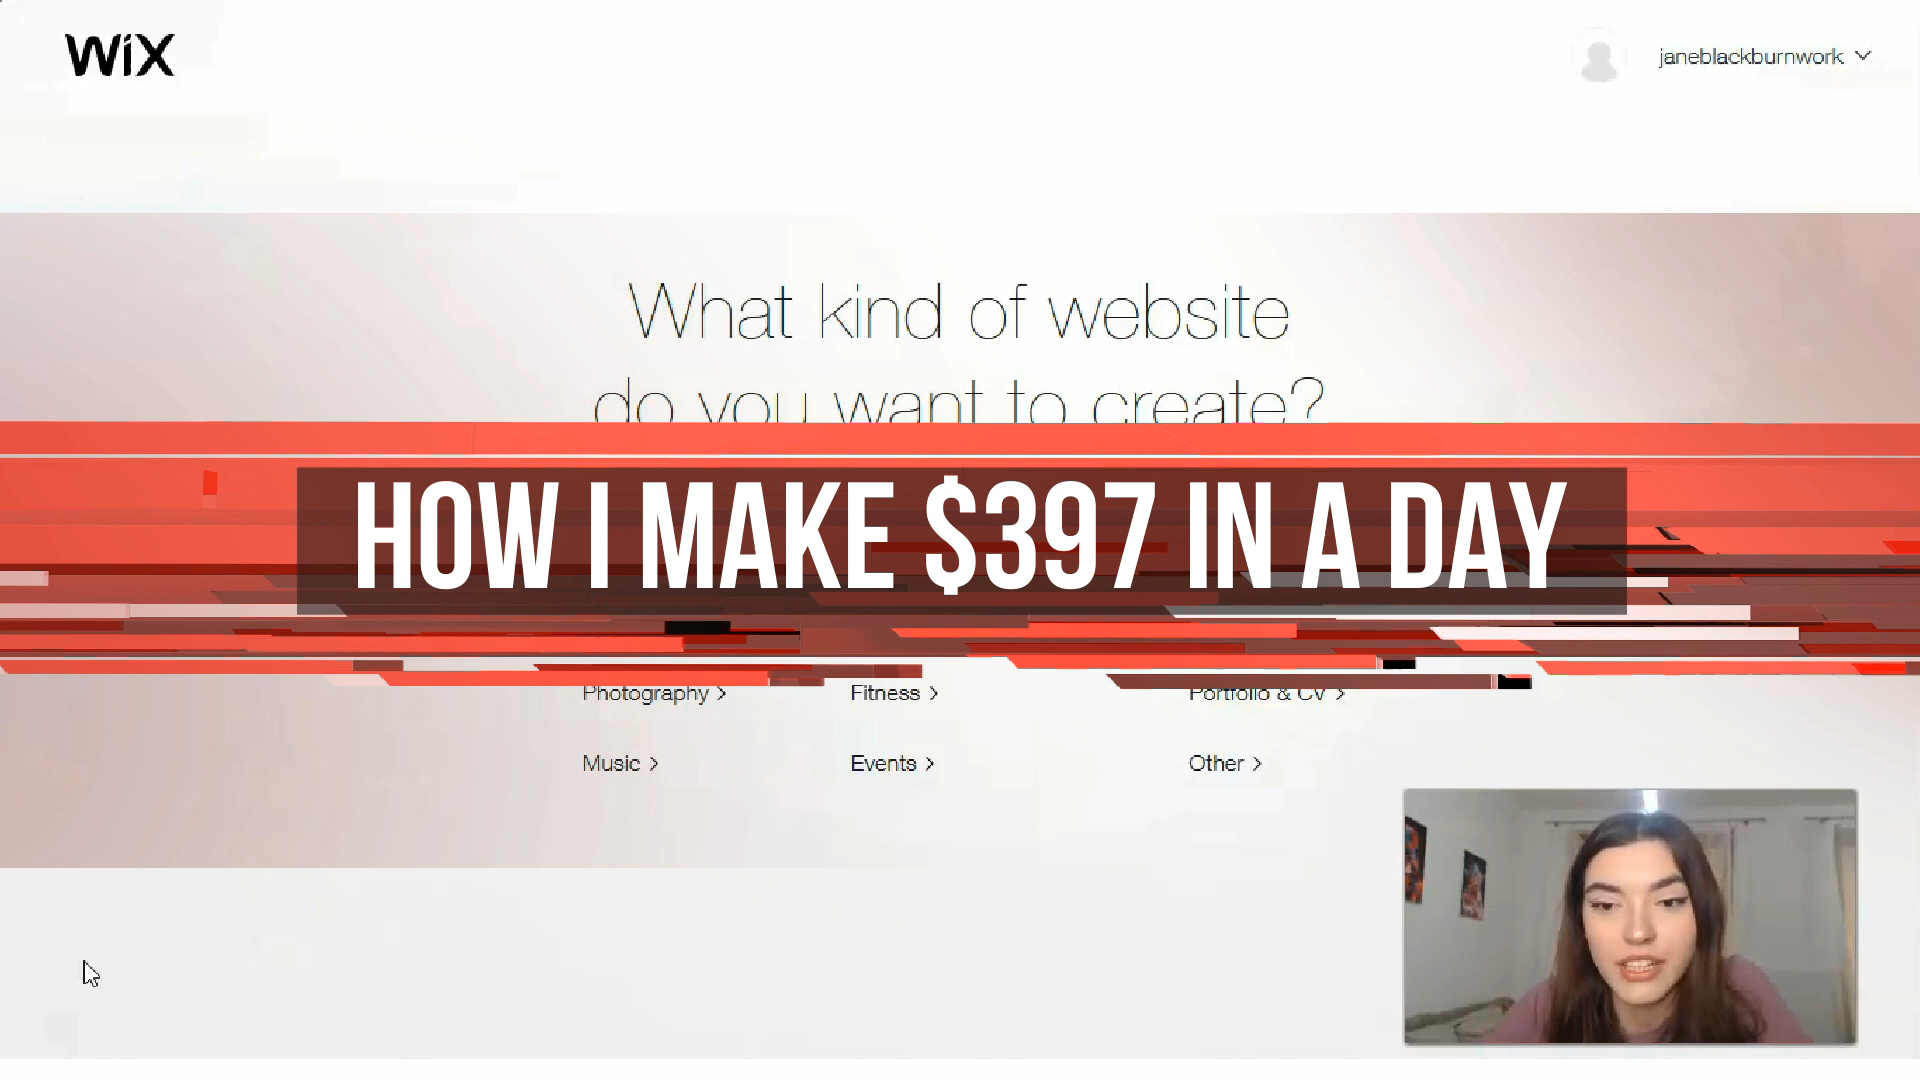 WiX
janeblackburnwork
What kind of website
do you want to create?
HOW I MAKE $397 IN A DAY
Photography >
Fitness >
Portfolio & CV >
Music >
Events >
Other >